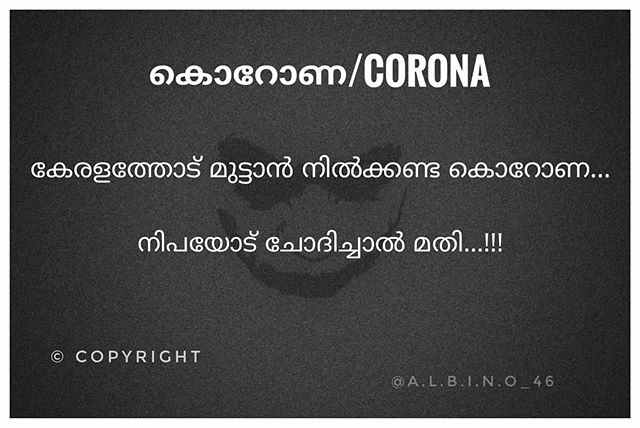 കൊറോണ/CORONA
കേരളത്തോട് മുട്ടാൻ നിൽക്കണ്ട കൊറോണ...
നിപയോട് ചോദിച്ചാൽ മതി...!!!
© COPYRIGHT
@A.L.B.I.N.O_46